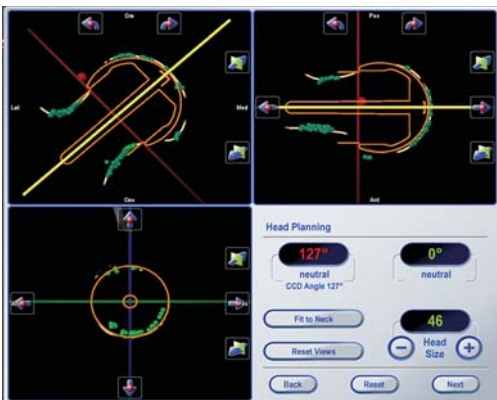 Cra
Lat
Med
Cau
Pos
Ant
Head Planning
127°
neutral
CCD Angle 127°
0°
neutral
Fit to Neck
46
Head
Size
Reset Views
Back
Reset
Next